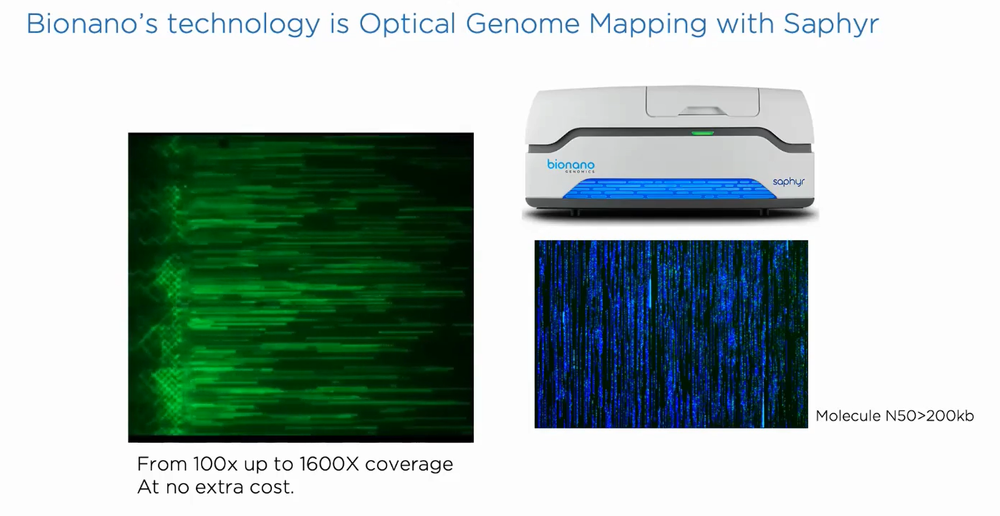 Bionano's technology is Optical Genome Mapping with Saphyr
bionano
GENOMICS
saphyr
Molecule N50>200kb
From 100x up to 1600X coverage
At no extra cost.